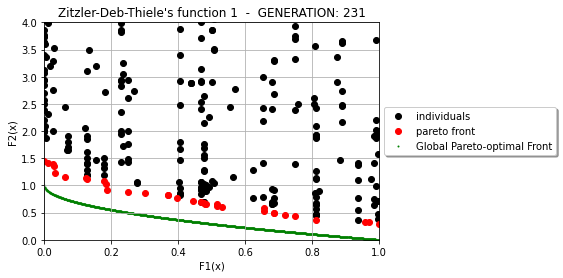 Zitzler-Deb-Thiele's function 1 - GENERATION: 231
4.0
3.5
3.0
2.5
2.0
1.5
1.0
0.5
0.0
F2(x)
0.0 0.2 0.4 0.6 0.8 1.0
F1(x)
individuals
pareto front
Global Pareto-optimal Front